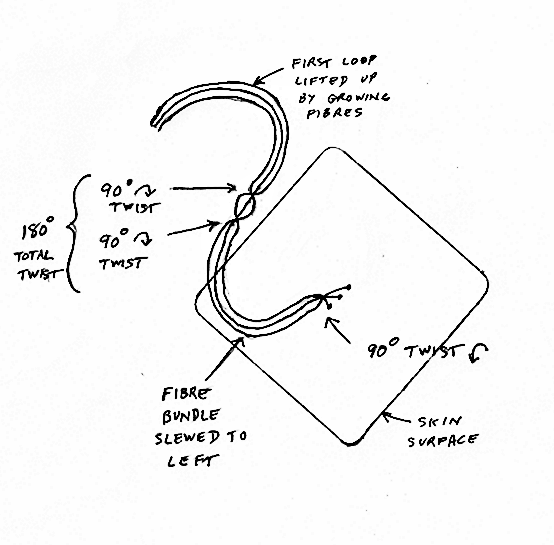 FIRST LOOP
LIFTED UP
BY GROWING
FIBRES
90°
TWIST
180°
TOTAL
TWIST
90°
TWIST
90° TWIST
FIBRE
BUNDLE
SLEWED TO
LEFT
SKIN
SURFACE